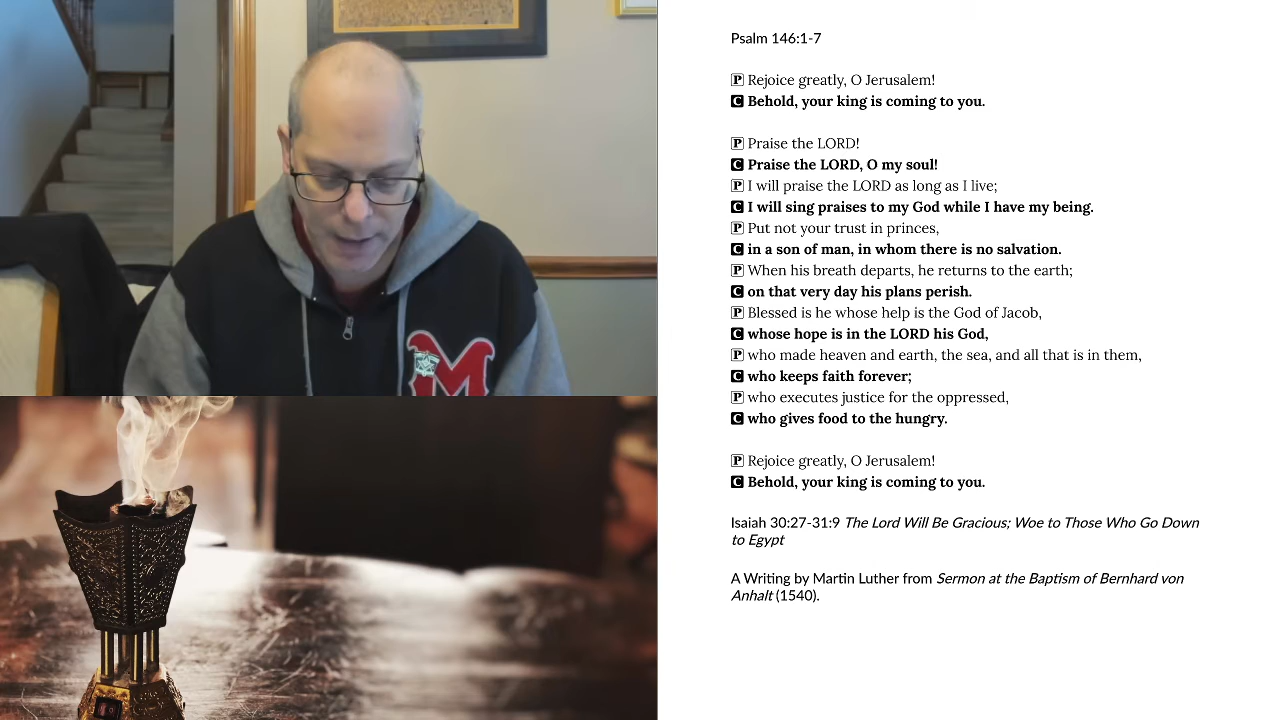 Psalm 146:1-7
P Rejoice greatly, O Jerusalem!
C Behold, your king is coming to you.
P Praise the LORD!
C Praise the LORD, O my soul!
P I will praise the LORD as long as I live;
C I will sing praises to my God while I have my being.
P Put not your trust in princes,
C in a son of man, in whom there is no salvation.
P When his breath departs, he returns to the earth;
C on that very day his plans perish.
P Blessed is he whose help is the God of Jacob,
C whose hope is in the LORD his God,
P who made heaven and earth, the sea, and all that is in them,
C who keeps faith forever;
P who executes justice for the oppressed,
C who gives food to the hungry.
P Rejoice greatly, O Jerusalem!
C Behold, your king is coming to you.
Isaiah 30:27-31:9 The Lord Will Be Gracious; Woe to Those Who Go Down
to Egypt
A Writing by Martin Luther from Sermon at the Baptism of Bernhard von
Anhalt (1540).
M